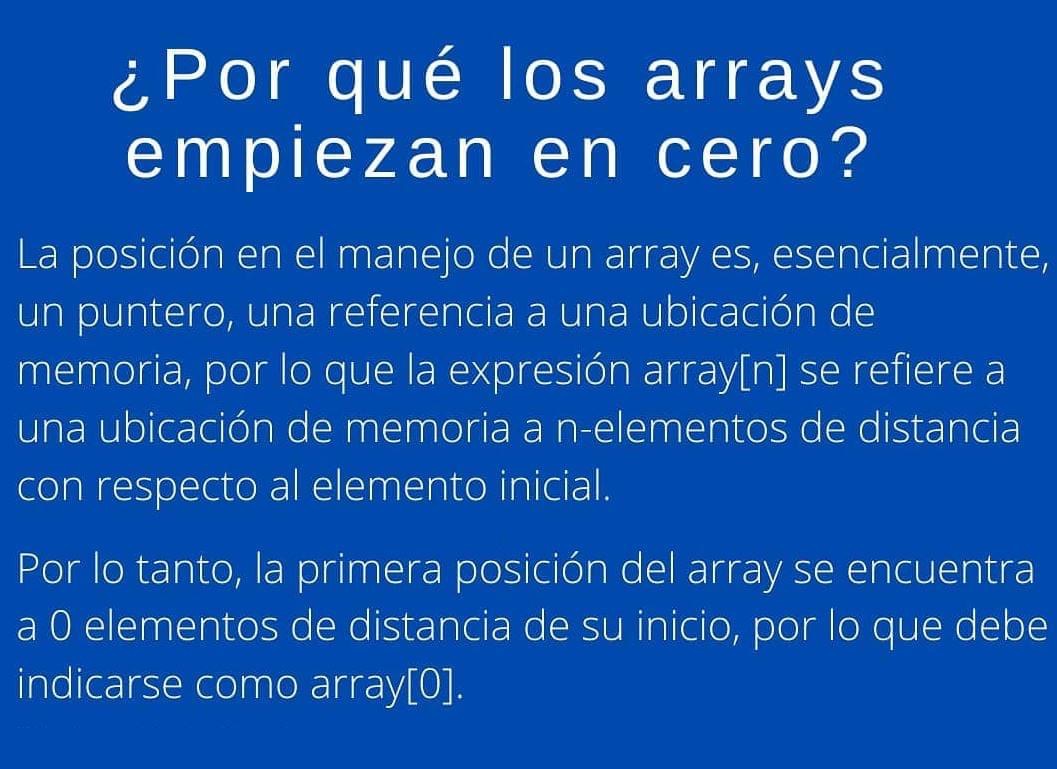 ¿Por qué los arrays
empiezan en cero?
La posición en el manejo de un array es, esencialmente,
un puntero, una referencia a una ubicación de
memoria, por lo que la expresión array[n] se refiere a
una ubicación de memoria a n-elementos de distancia
con respecto al elemento inicial.
Por lo tanto, la primera posición del array se encuentra
a 0 elementos de distancia de su inicio, por lo que debe
indicarse como array[0].